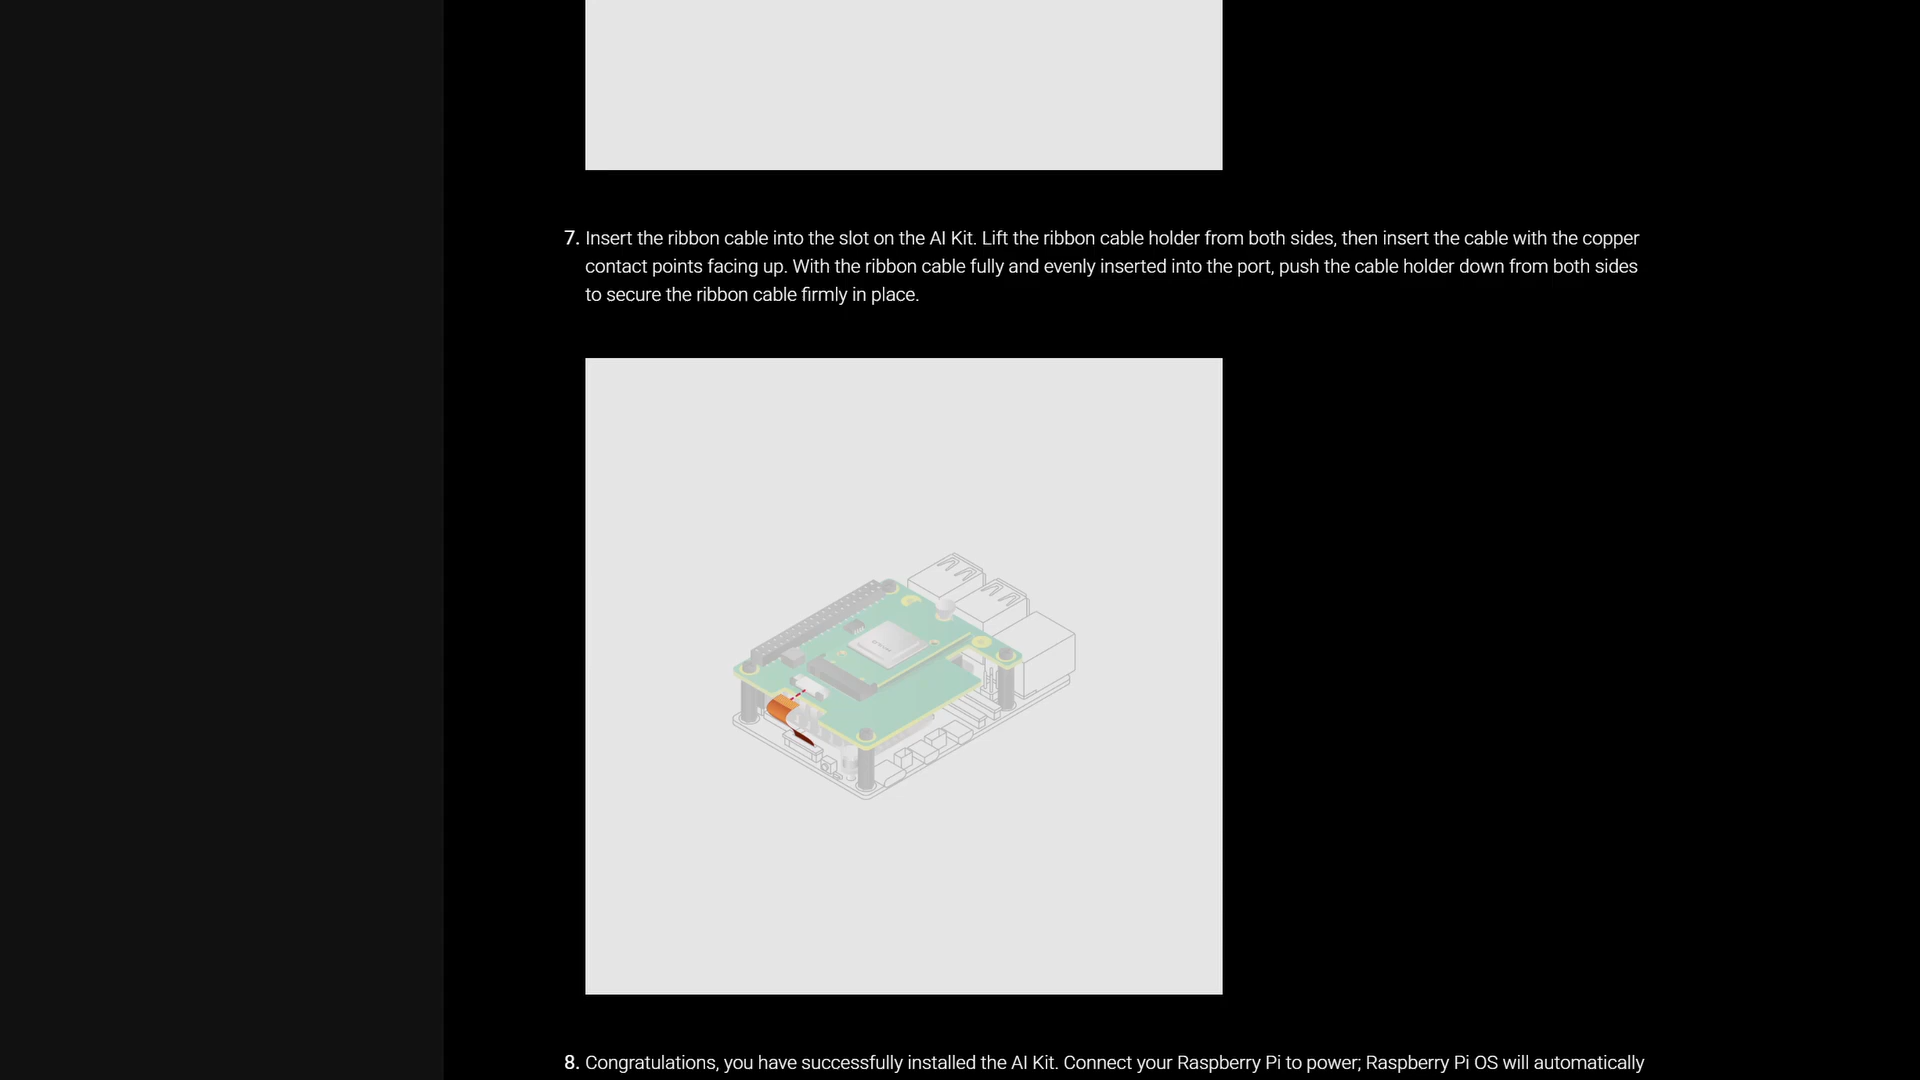 7. Insert the ribbon cable into the slot on the AI Kit. Lift the ribbon cable holder from both sides, then insert the cable with the copper
contact points facing up. With the ribbon cable fully and evenly inserted into the port, push the cable holder down from both sides
to secure the ribbon cable firmly in place.
8. Congratulations, you have successfully installed the AI Kit. Connect your Raspberry Pi to power; Raspberry Pi OS will automatically